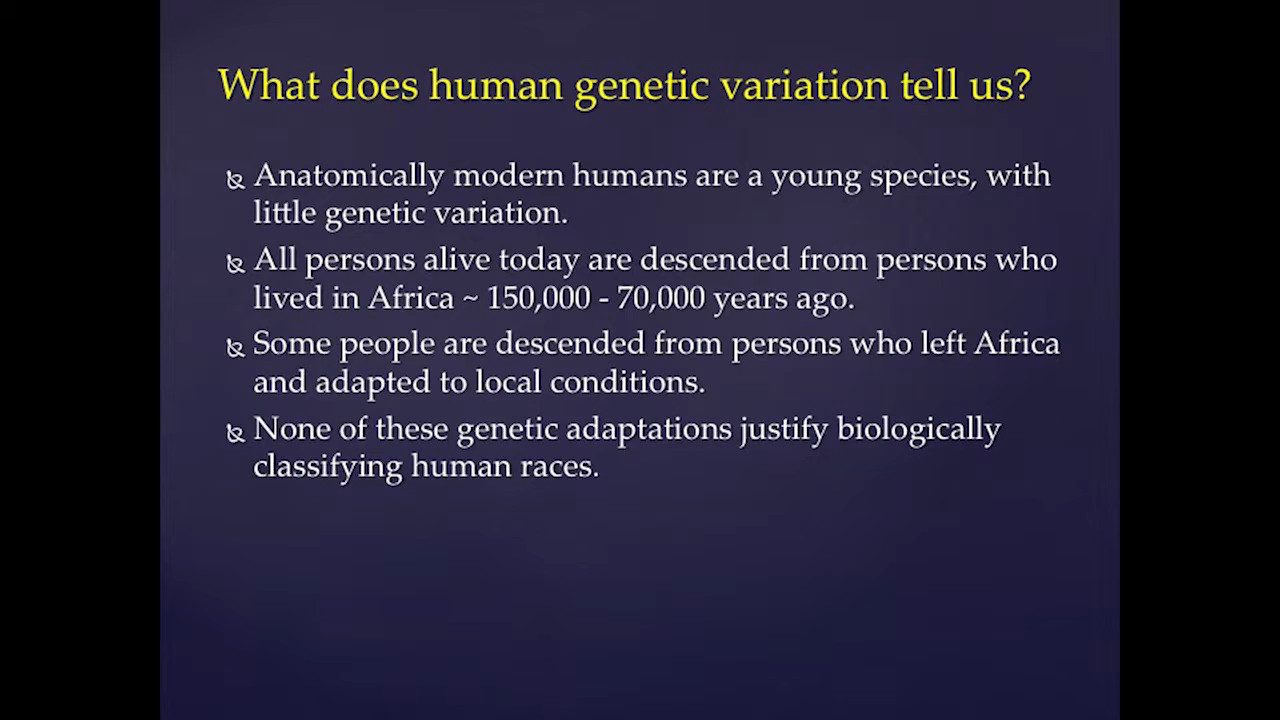 What does human genetic variation tell us?
Anatomically modern humans are a young species, with
little genetic variation.
All persons alive today are descended from persons who
lived in Africa ~ 150,000 - 70,000 years ago.
Some people are descended from persons who left Africa
and adapted to local conditions.
None of these genetic adaptations justify biologically
classifying human races.